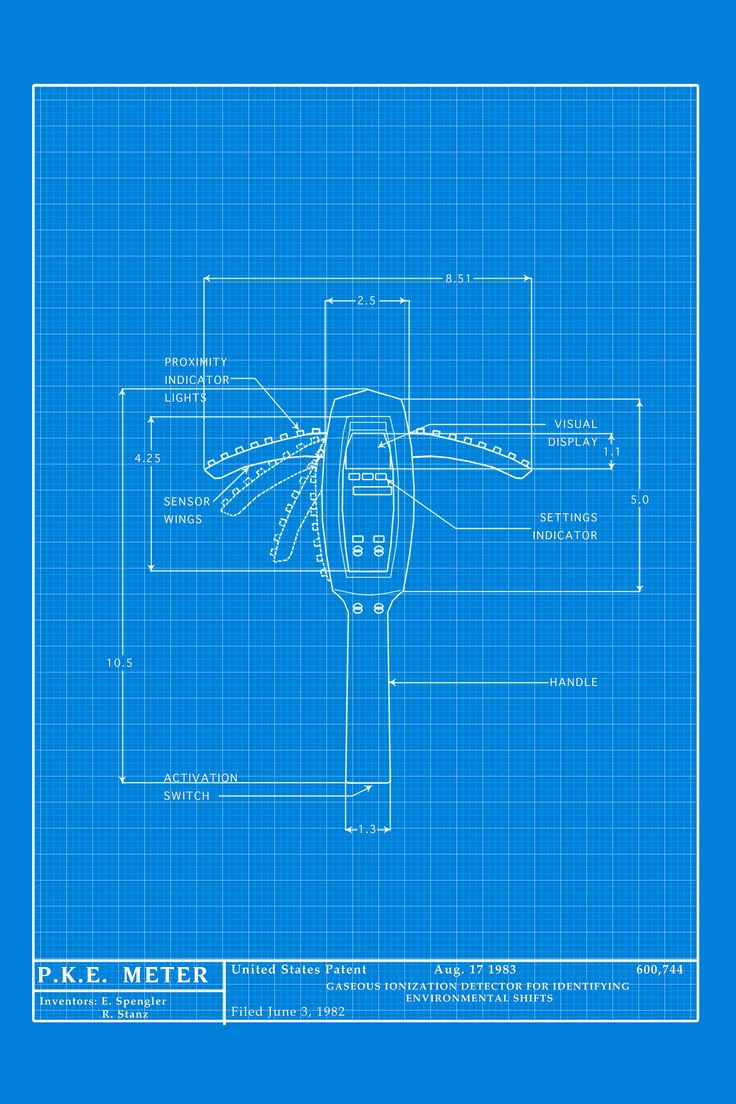 8.51
2.5
PROXIMITY
INDICATOR
LIGHTS
VISUAL
DISPLAY
1.1
4.25
SENSOR
WINGS
5.0
SETTINGS
INDICATOR
10.5
HANDLE
ACTIVATION
SWITCH
1.3
P.K.E. METER
Inventors: E. Spengler
R. Stanz
United States Patent Aug. 17 1983 600,744
GASEOUS IONIZATION DETECTOR FOR IDENTIFYING
ENVIRONMENTAL SHIFTS
Filed June 3, 1982